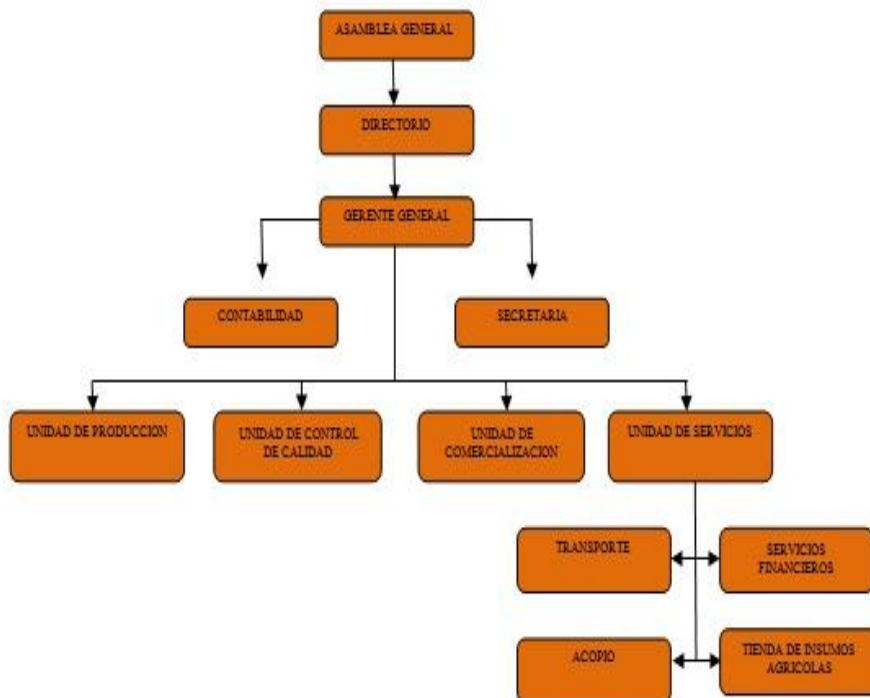 ASAMBLEA GENERAL
DIRECTORIO
GERENTE GENERAL
CONTABILIDAD
SECRETARIA
UNIDAD DE PRODUCCION
UNIDAD DE CONTROL
DE CALIDAD
UNIDAD DE
COMERCIALIZACION
UNIDAD DE SERVICIOS
TRANSPORTE
SERVICIOS
FINANCIEROS
ACOPIO
TIENDA DE INSUMOS
AGRICOLAS